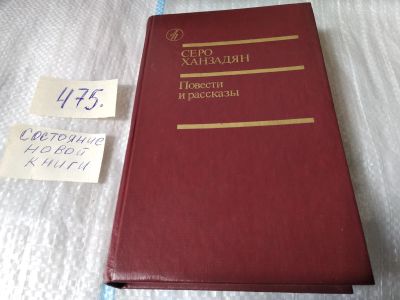 СЕРО
ХАНЗАДЯН
Повести
и рассказы
475.
СОСТОЯНИЕ
НОВОЙ
КНИГИ